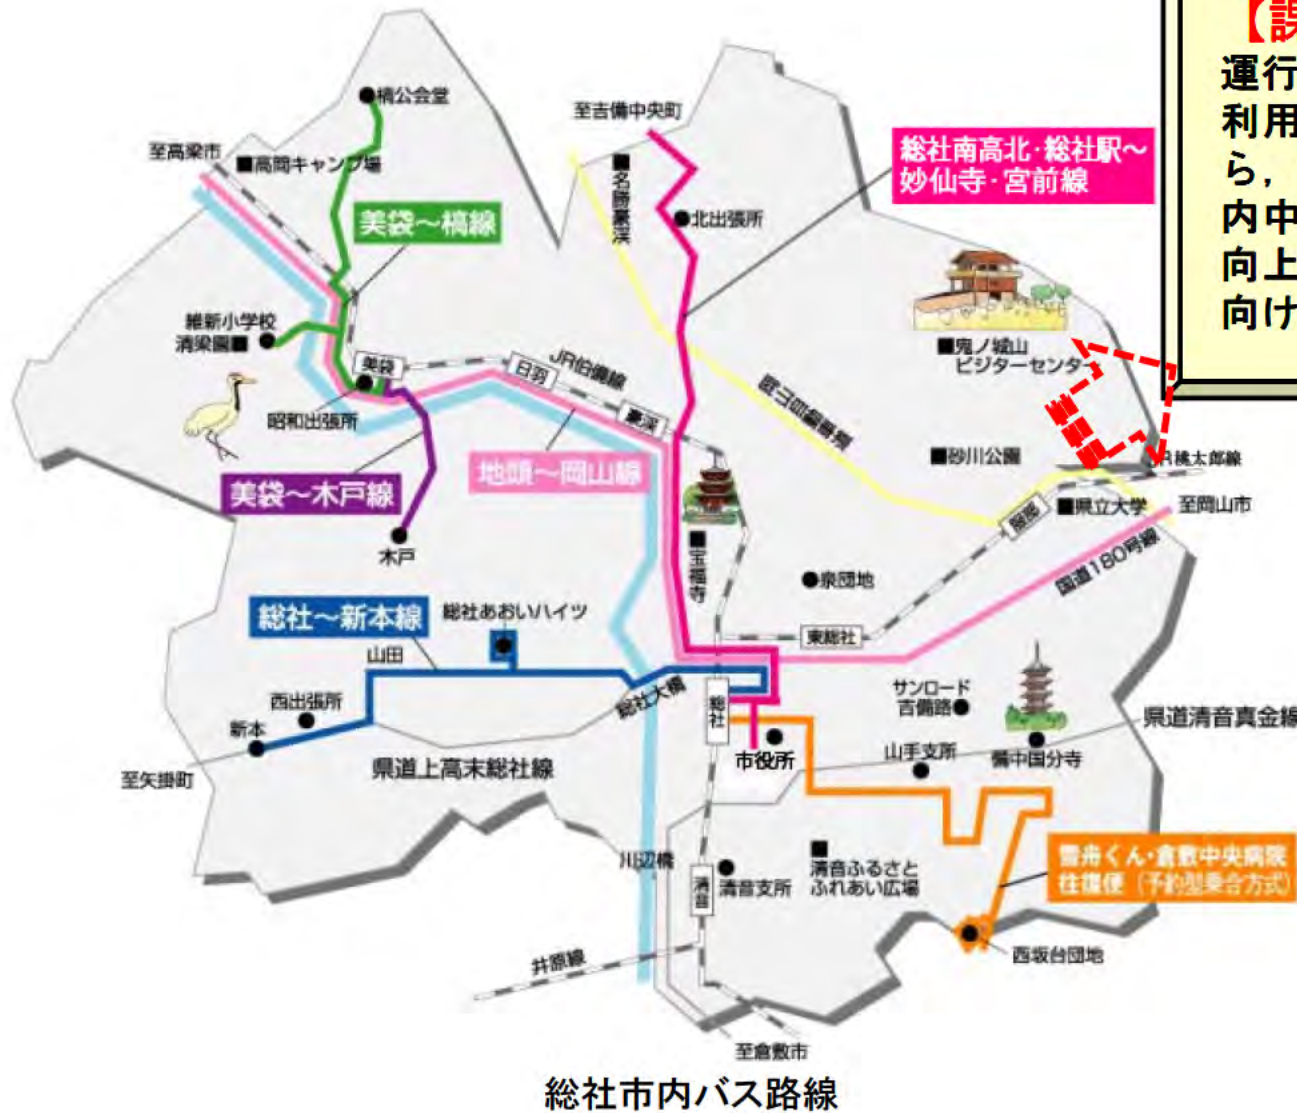 【誤
運行
利用
ら，
内中
向上
向け
槁公会堂
至高梁市
■高間キャンプ場
至吉備中央町
総社南高北・総社駅～
妙仙寺・宮前線
■名勝豪渓
北出張所
美袋～槁線
維新小学校
清梁園■
美袋
日羽
JR伯備線
豪渓
■鬼ノ城山
ビジターセンター
昭和出張所
地頭～岡山線
■砂川公園
JR桃太郎線
美袋～木戸線
服部
■県立大学
至岡山市
木戸
■宝福寺
国道180号線
泉団地
総社～新本線
総社あおいハイツ
東総社
山田
西出張所
総社大橋
総社
サンロード
吉備路
新本
県道清音真金線
市役所
山手支所
備中国分寺
至矢掛町
県道上高末総社線
川辺橋
清音
清音支所
■
清音ふるさと
ふれあい広場
雪舟くん・倉敷中央病院
往復便（予約型乗合方式）
西坂台団地
井原線
至倉敷市
総社市内バス路線